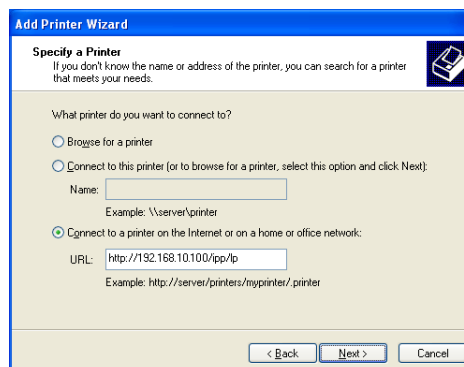 Add Printer Wizard
Specify a Printer
If you don't know the name or address of the printer, you can search for a printer
that meets your needs.
What printer do you want to connect to?
Browse for a printer
Connect to this printer (or to browse for a printer, select this option and click Next):
Name:
Example: \\server\printer
Connect to a printer on the Internet or on a home or office network:
URL: http://192.168.10.100/ipp/lp
Example: http://server/printers/myprinter/.printer
< Back Next > Cancel